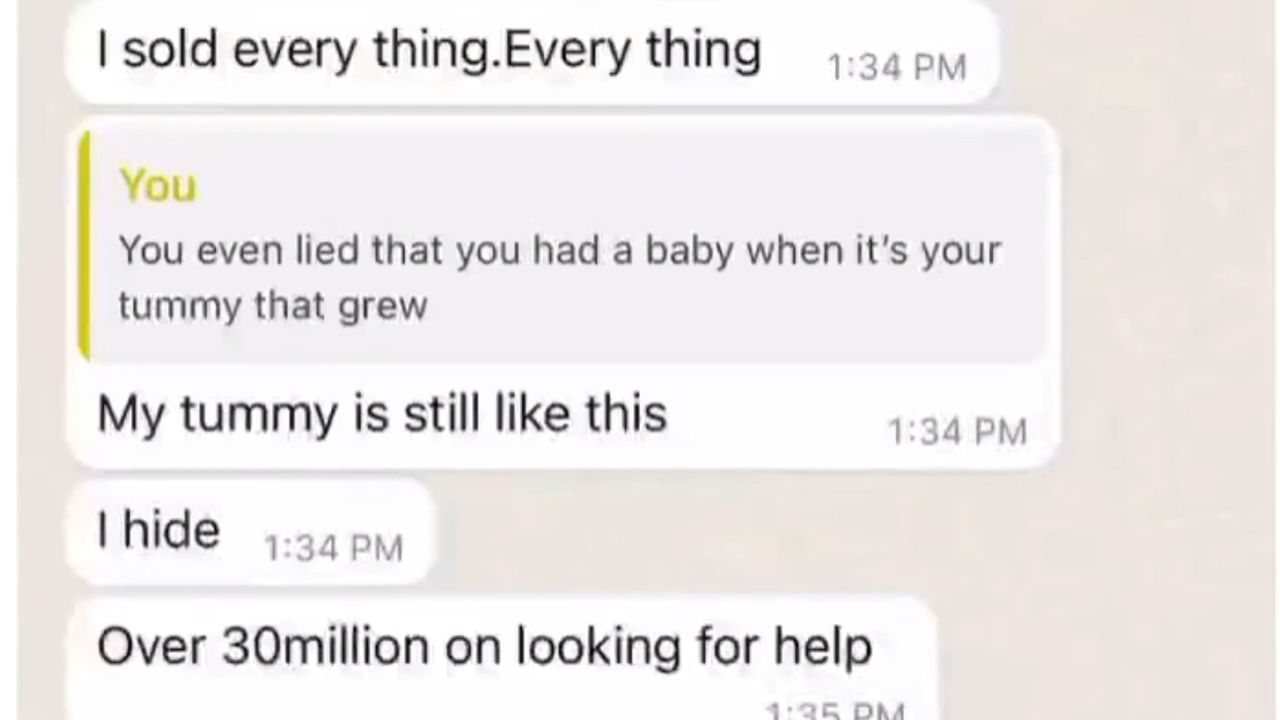 I sold every thing.Every thing 1:34 PM
You
You even lied that you had a baby when it's your
tummy that grew
My tummy is still like this 1:34 PM
I hide 1:34 PM
Over 30million on looking for help
1:35 PM